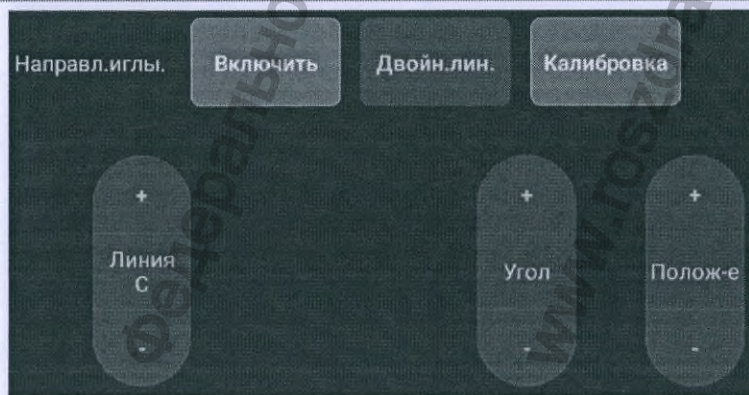 Направл.иглы. Включить Двойн.лин. Калибровка
+ + +
Линия
С Угол Полож-е
- - -